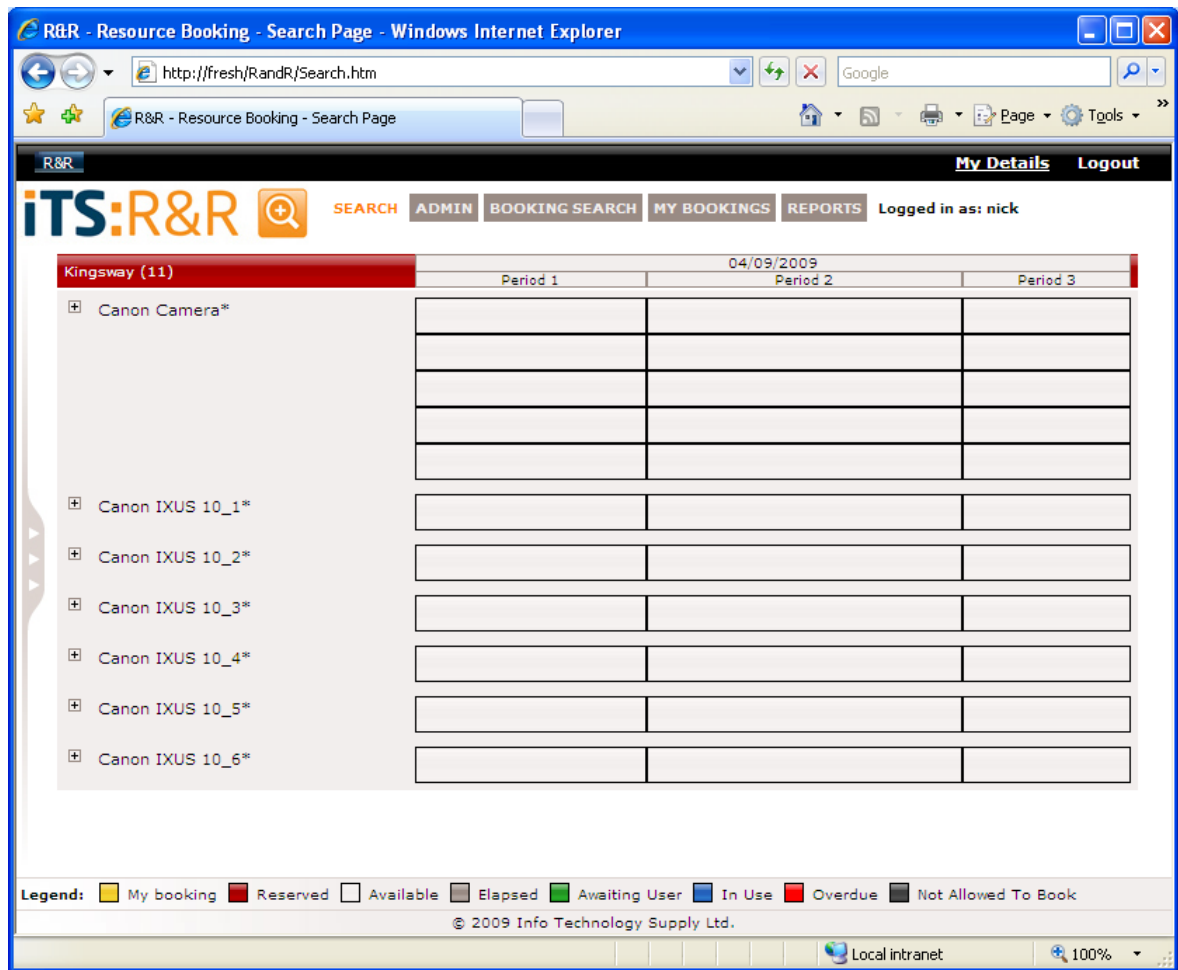 R&R - Resource Booking - Search Page - Windows Internet Explorer
http://fresh/RandR/Search.htm
Google
R&R - Resource Booking - Search Page
Page
Tools
»
R&R
My Details Logout
iTS:R&R
SEARCH ADMIN BOOKING SEARCH MY BOOKINGS REPORTS Logged in as: nick
Kingsway (11)
04/09/2009
Period 1 Period 2 Period 3
Canon Camera*
Canon IXUS 10_1*
Canon IXUS 10_2*
Canon IXUS 10_3*
Canon IXUS 10_4*
Canon IXUS 10_5*
Canon IXUS 10_6*
Legend: My booking Reserved Available Elapsed Awaiting User In Use Overdue Not Allowed To Book
© 2009 Info Technology Supply Ltd.
Local intranet 100%